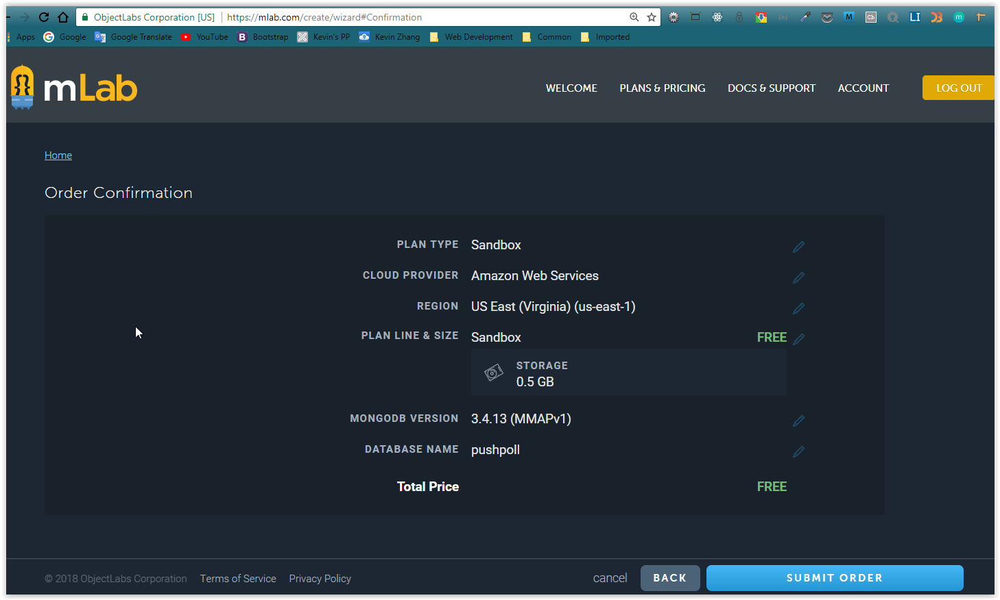 ObjectLabs Corporation [US] | https://mlab.com/create/wizard#Confirmation
Apps Google Google Translate YouTube B Bootstrap Kevin's PP Kevin Zhang Web Development Common Imported
mLab
WELCOME PLANS & PRICING DOCS & SUPPORT ACCOUNT LOG OUT
Home
Order Confirmation
PLAN TYPE Sandbox
CLOUD PROVIDER Amazon Web Services
REGION US East (Virginia) (us-east-1)
PLAN LINE & SIZE Sandbox FREE
STORAGE
0.5 GB
MONGODB VERSION 3.4.13 (MMAPv1)
DATABASE NAME pushpoll
Total Price FREE
© 2018 ObjectLabs Corporation Terms of Service Privacy Policy cancel BACK SUBMIT ORDER